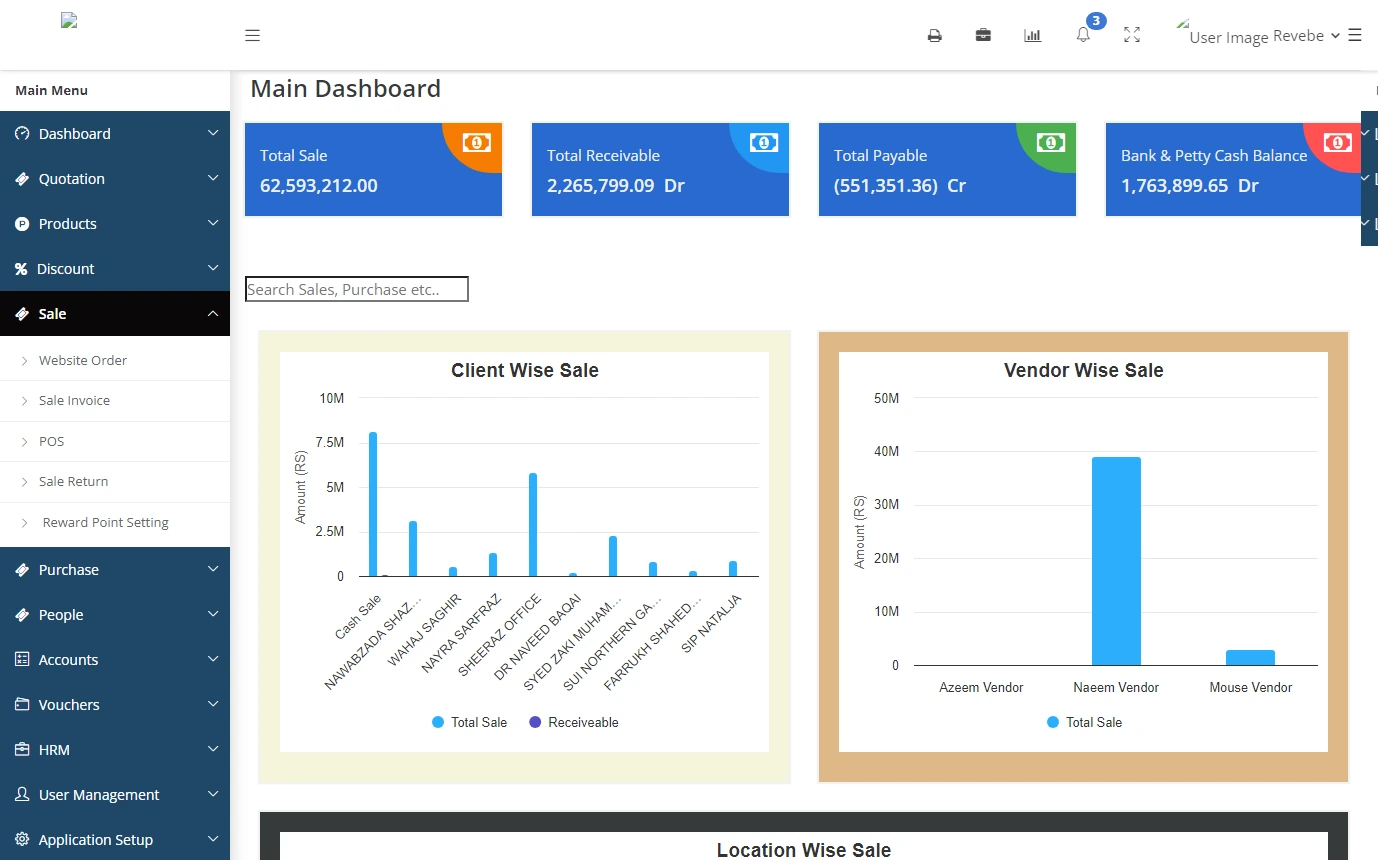 3
User Image Revebe
Main Menu
Main Dashboard
Dashboard
Quotation
Products
Discount
Sale
Website Order
Sale Invoice
POS
Sale Return
Reward Point Setting
Purchase
People
Accounts
Vouchers
HRM
User Management
Application Setup
Total Sale
62,593,212.00
Total Receivable
2,265,799.09 Dr
Total Payable
(551,351.36) Cr
Bank & Petty Cash Balance
1,763,899.65 Dr
Search Sales, Purchase etc..
Client Wise Sale
Amount (RS)
10M
7.5M
5M
2.5M
0
Cash Sale
NAWABZADA SHAZ...
WAHAJ SAGHIR
NAYRA SARFRAZ
SHEERAZ OFFICE
DR NAVEED BAQAI
SYED ZAKI MUHAM...
SUI NORTHERN GA...
FARRUKH SHAHED...
SIP NATALJA
Total Sale Receiveable
Vendor Wise Sale
Amount (RS)
50M
40M
30M
20M
10M
0
Azeem Vendor Naeem Vendor Mouse Vendor
Total Sale
Location Wise Sale